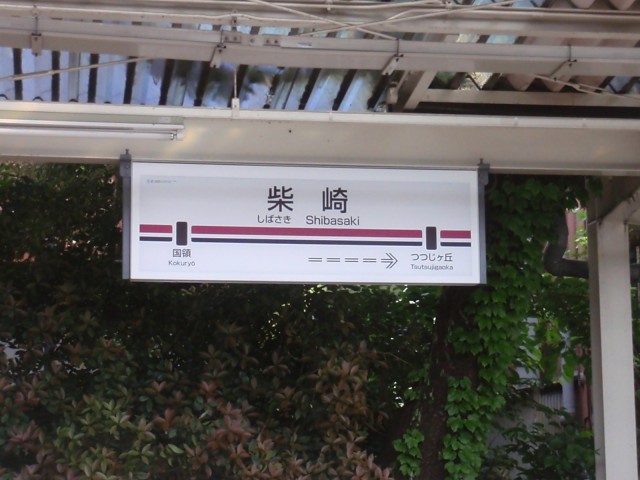 柴崎
しばさき Shibasaki
国領 つつじヶ丘
Kokuryō Tsutsujigaoka